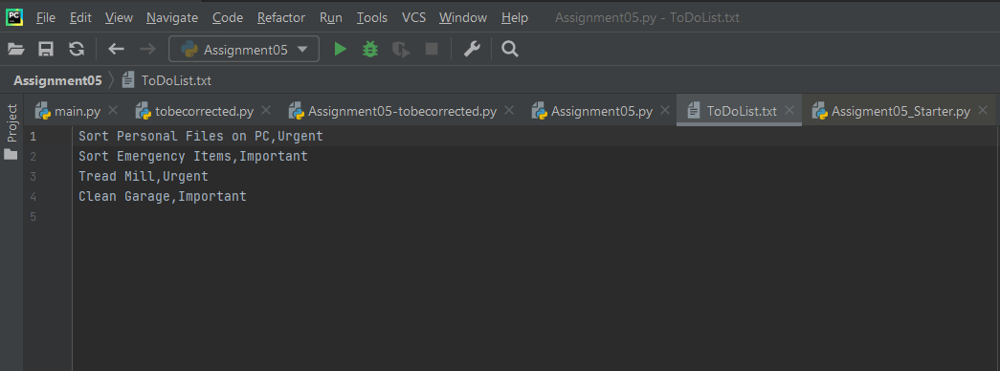 PC File Edit View Navigate Code Refactor Run Tools VCS Window Help Assignment05.py - ToDoList.txt
Assignment05
Assignment05 ToDoList.txt
Project
main.py tobecorrected.py Assignment05-tobecorrected.py Assignment05.py ToDoList.txt Assigment05_Starter.py
1 Sort Personal Files on PC,Urgent
2 Sort Emergency Items,Important
3 Tread Mill,Urgent
4 Clean Garage,Important
5